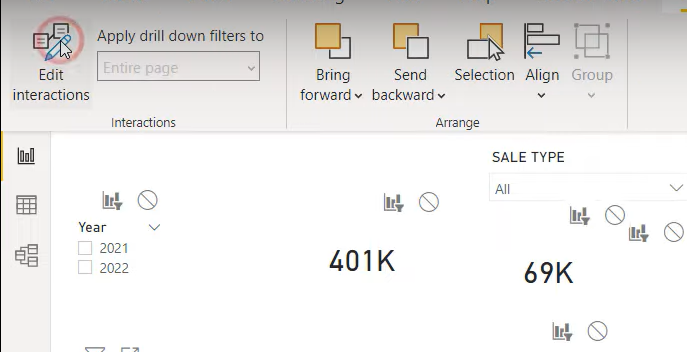 Apply drill down filters to
Entire page
Edit
interactions
Bring
forward
Send
backward
Selection
Align
Group
Interactions
Arrange
SALE TYPE
All
Year
2021
2022
401K
69K